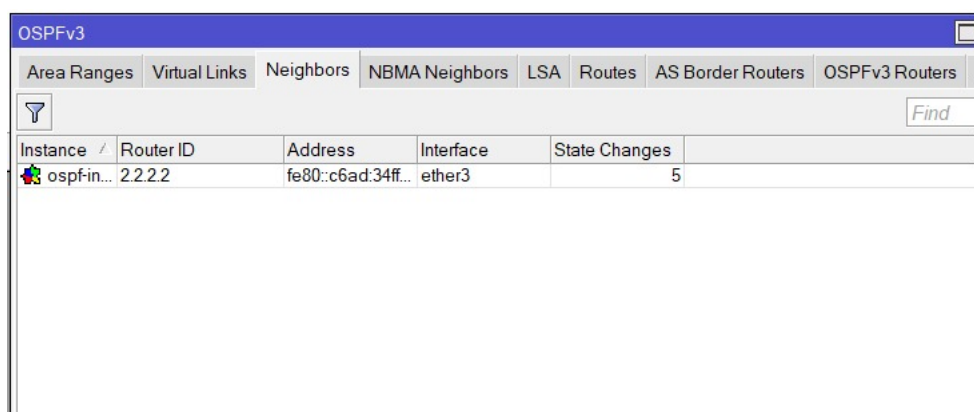 OSPFv3
Area Ranges Virtual Links Neighbors NBMA Neighbors LSA Routes AS Border Routers OSPFv3 Routers
Find
Instance Router ID Address Interface State Changes
ospf-in... 2.2.2.2 fe80::c6ad:34ff... ether3 5